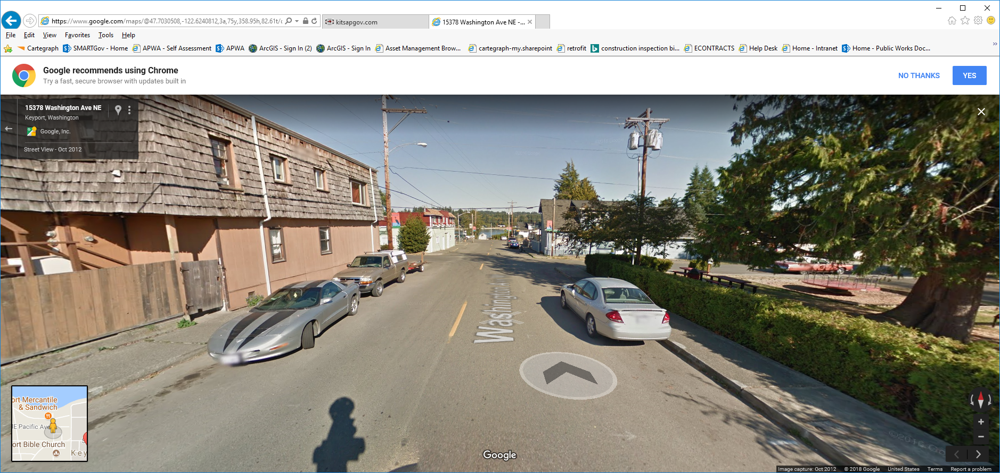 https://www.google.com/maps/@47.7030508,-122.6240812,3a,75y,358.95h,82.61t/
kitsapgov.com
15378 Washington Ave NE -...
File Edit View Favorites Tools Help
Cartegraph SMARTGov - Home APWA - Self Assessment APWA ArcGIS - Sign In (2) ArcGIS - Sign In Asset Management Brow... cartegraph-my.sharepoint retrofit construction inspection bi... ECONTRACTS Help Desk Home - Intranet Home - Public Works Doc...
Google recommends using Chrome
Try a fast, secure browser with updates built in
NO THANKS
YES
15378 Washington Ave NE
Keyport, Washington
Google, Inc.
Street View - Oct 2012
Washington A
ort Mercantile
& Sandwich
E Pacific Ave
ort Bible Church
Key
Google
©2016 Go
Image capture: Oct 2012 © 2018 Google United States Terms Report a problem